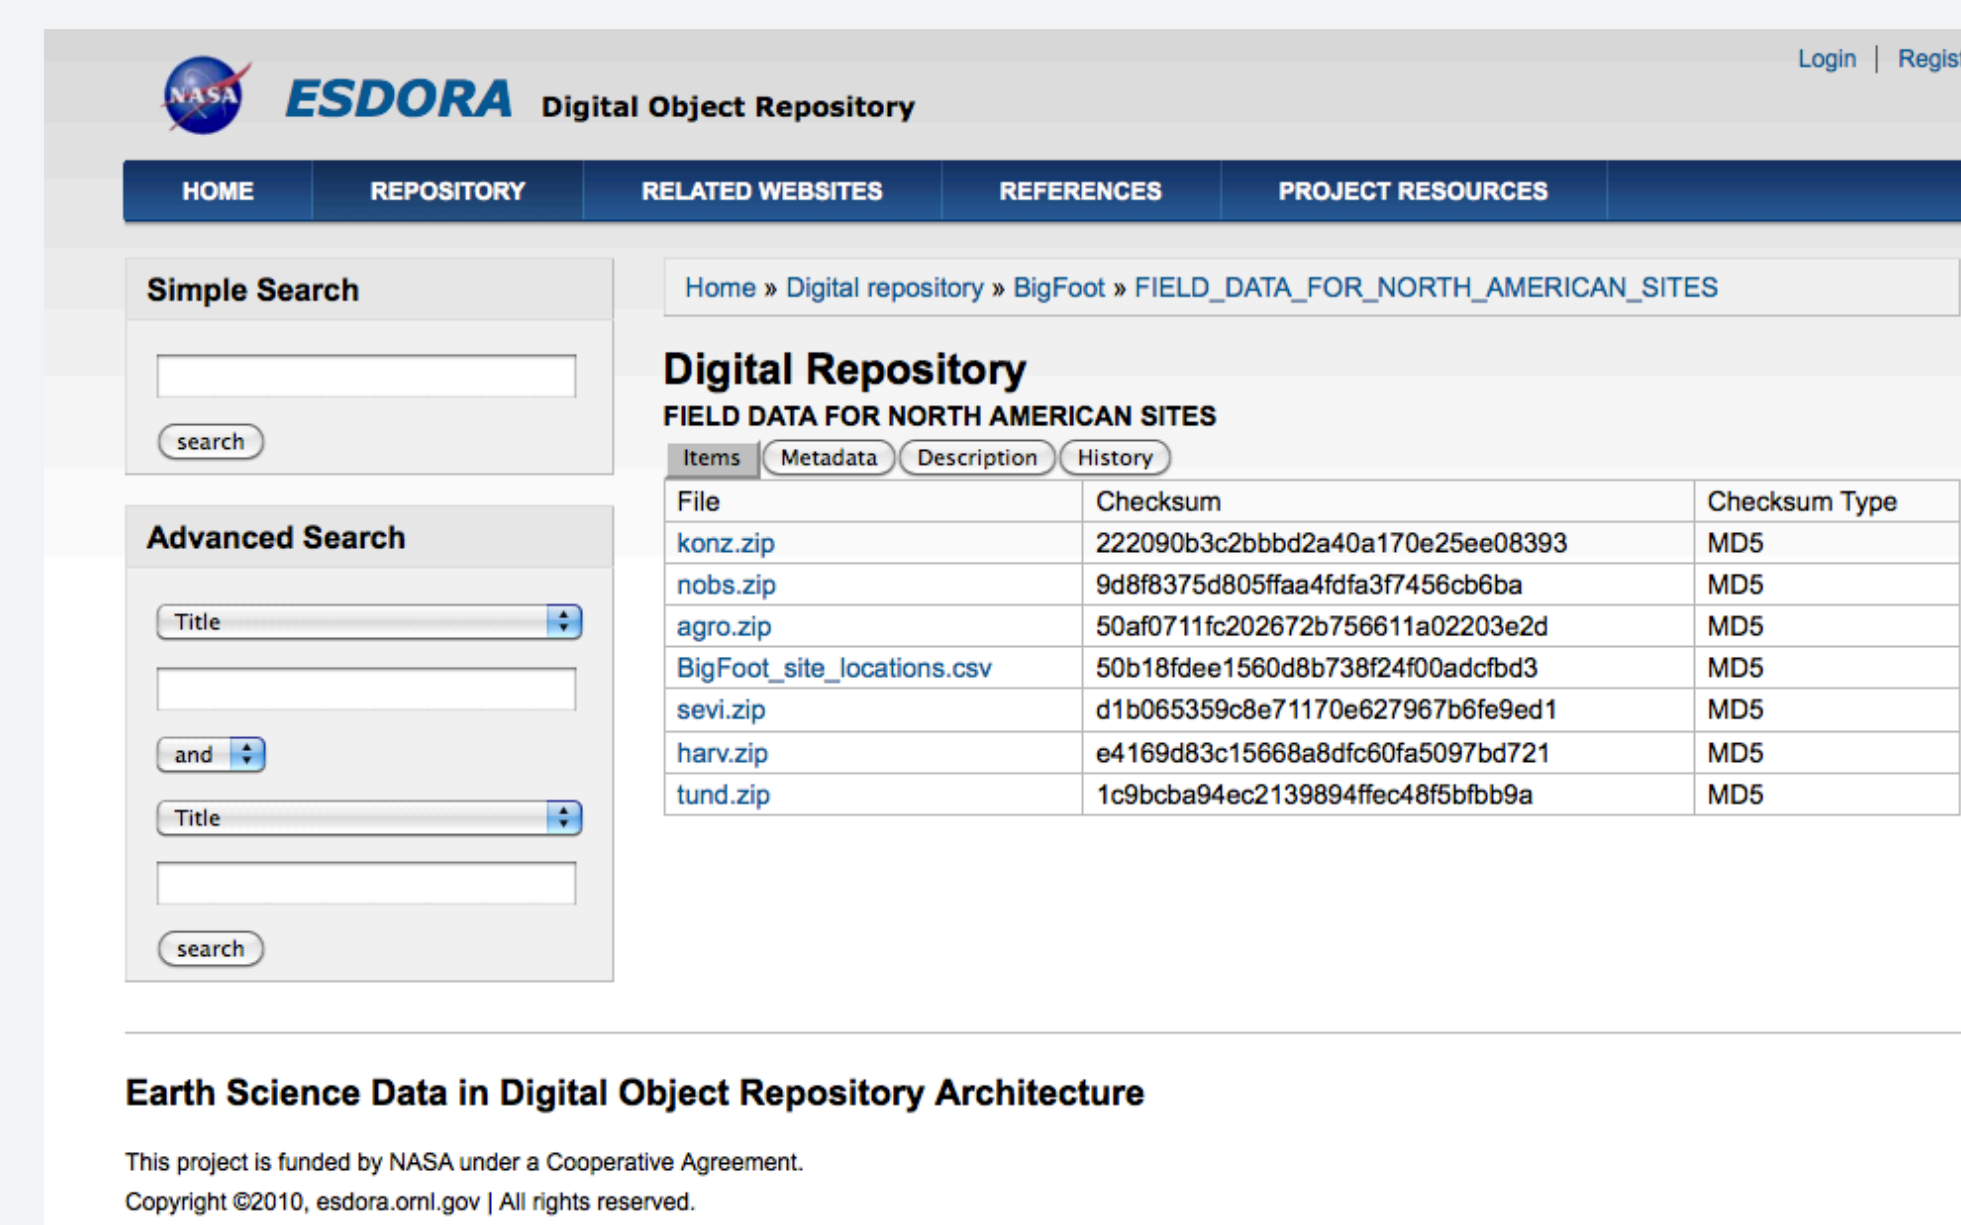 Login | Regist
NASA
ESDORA Digital Object Repository
HOME REPOSITORY RELATED WEBSITES REFERENCES PROJECT RESOURCES
Simple Search
search
Advanced Search
Title
and
Title
search
Home » Digital repository » BigFoot » FIELD_DATA_FOR_NORTH_AMERICAN_SITES
Digital Repository
FIELD DATA FOR NORTH AMERICAN SITES
Items Metadata Description History
File Checksum Checksum Type
konz.zip 222090b3c2bbbd2a40a170e25ee08393 MD5
nobs.zip 9d8f8375d805ffaa4fdfa3f7456cb6ba MD5
agro.zip 50af0711fc202672b756611a02203e2d MD5
BigFoot_site_locations.csv 50b18fdee1560d8b738f24f00adcfbd3 MD5
sevi.zip d1b065359c8e71170e627967b6fe9ed1 MD5
harv.zip e4169d83c15668a8dfc60fa5097bd721 MD5
tund.zip 1c9bcba94ec2139894ffec48f5bfbb9a MD5
Earth Science Data in Digital Object Repository Architecture
This project is funded by NASA under a Cooperative Agreement.
Copyright ©2010, esdora.ornl.gov | All rights reserved.